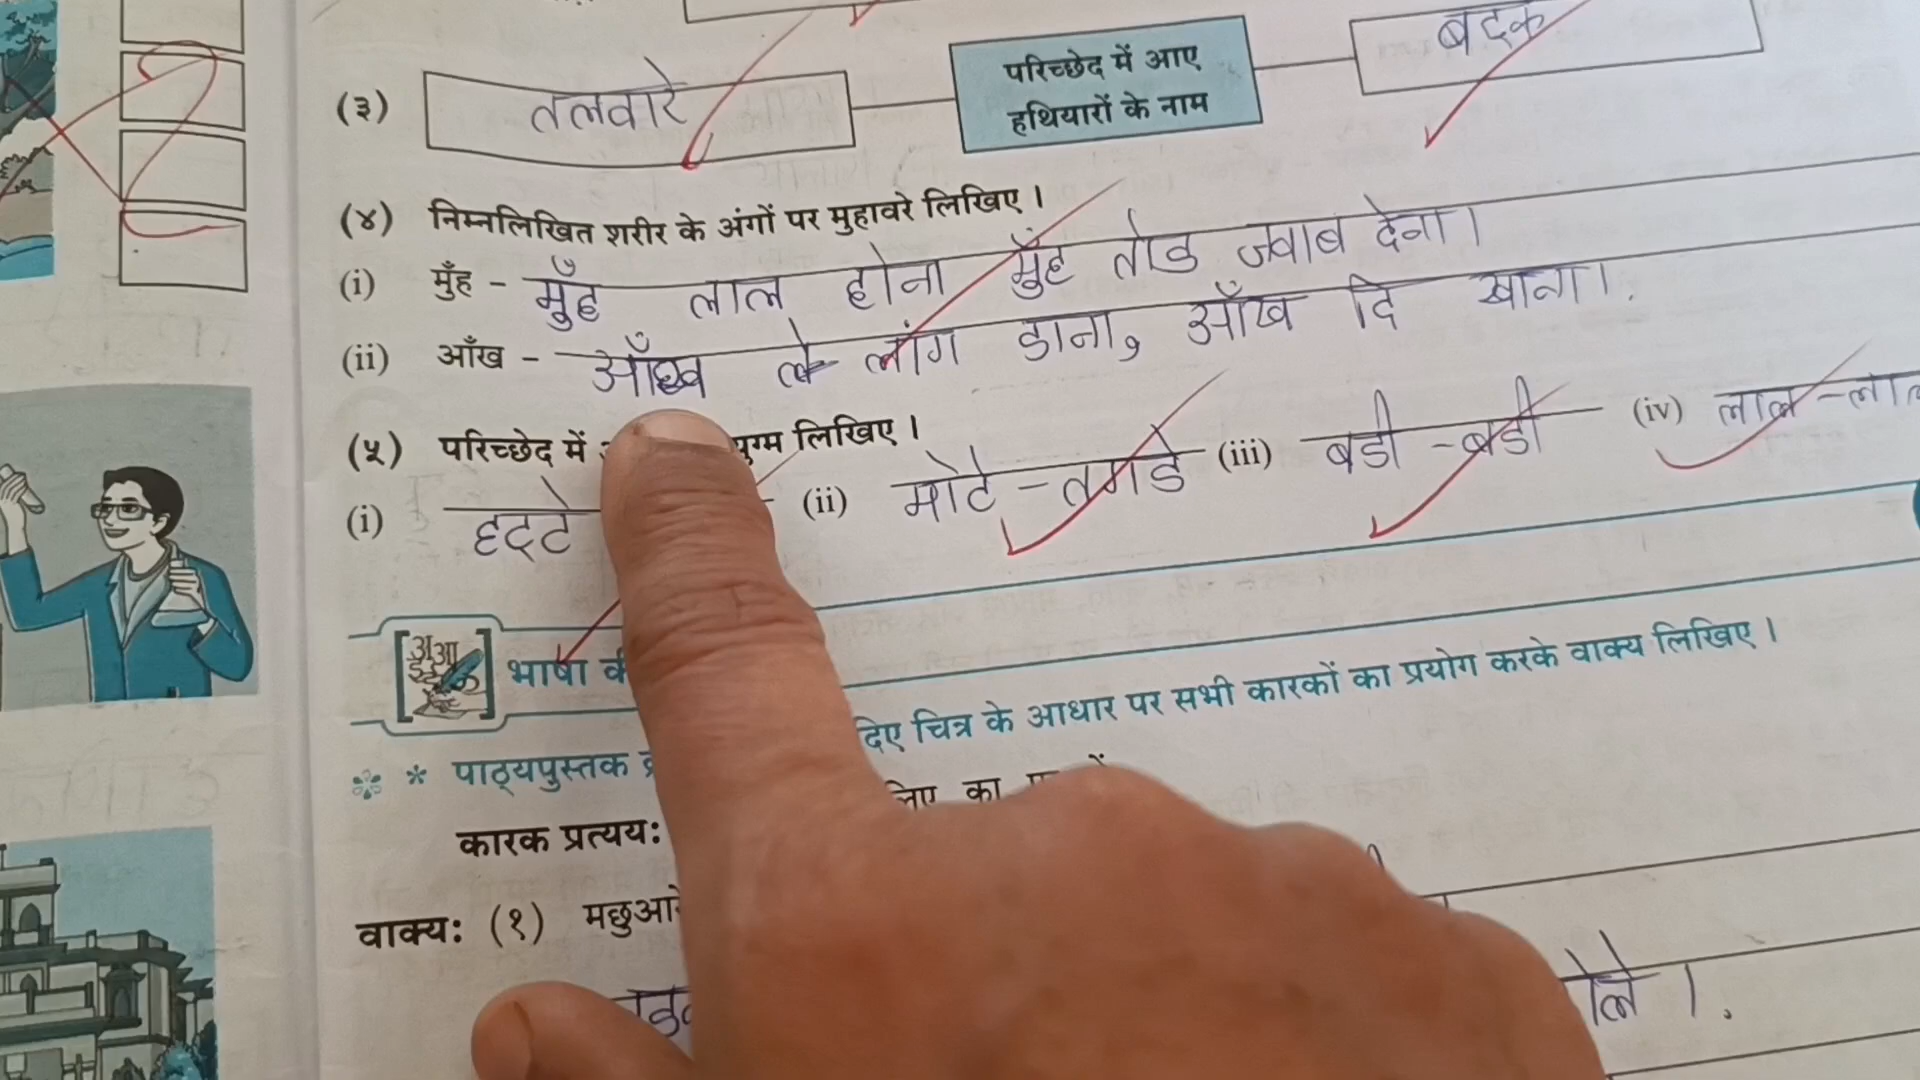 (३) तलवारे परिच्छेद में आए हथियारों के नाम बंदक
(४) निम्नलिखित शरीर के अंगों पर मुहावरे लिखिए ।
(i) मुँह - मुँह लाल होना मुँह तोड जवाब देना ।
(ii) आँख - आँख लांग डाना, आँख दि खाना ।
(५) परिच्छेद में युग्म लिखिए ।
(i) हट्टे (ii) मोटे - तगडे (iii) बडी - बडी (iv) लाल - लाल
भाषा
* पाठ्यपुस्तक दिए चित्र के आधार पर सभी कारकों का प्रयोग करके वाक्य लिखिए ।
कारक प्रत्यय: का
वाक्य: (१)